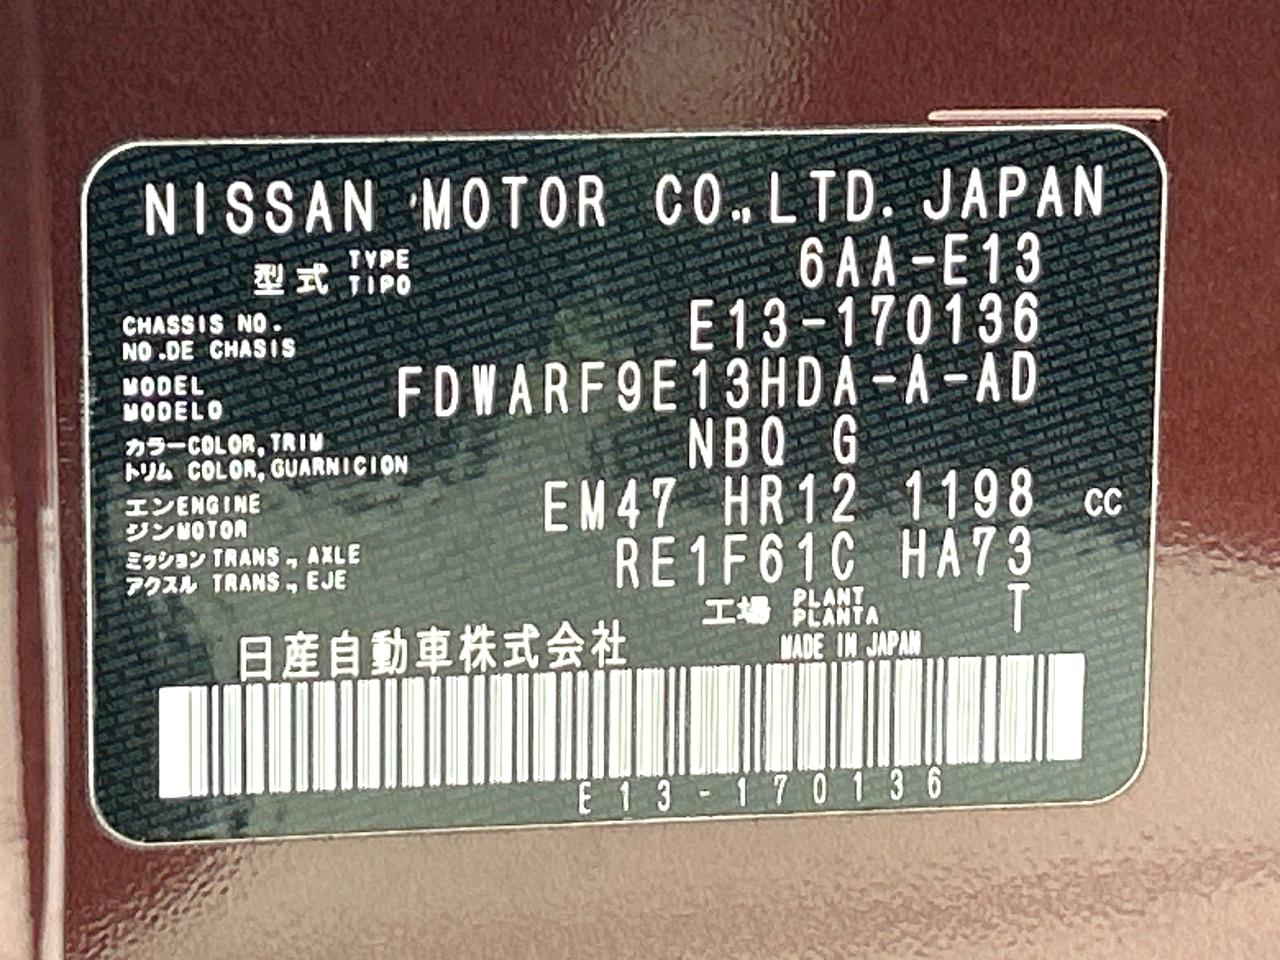 NISSAN MOTOR CO.,LTD. JAPAN
型式 TYPE TIPO 6AA-E13
CHASSIS NO. NO.DE CHASIS E13-170136
MODEL MODELO FDWARF9E13HDA-A-AD
カラー COLOR,TRIM トリム COLOR,GUARNICION NBQ G
エンジン ENGINE MOTOR EM47 HR12 1198 cc
ミッション TRANS., AXLE アクスル TRANS., EJE RE1F61C HA73
工場 PLANT PLANTA T
日産自動車株式会社 MADE IN JAPAN
E13-170136